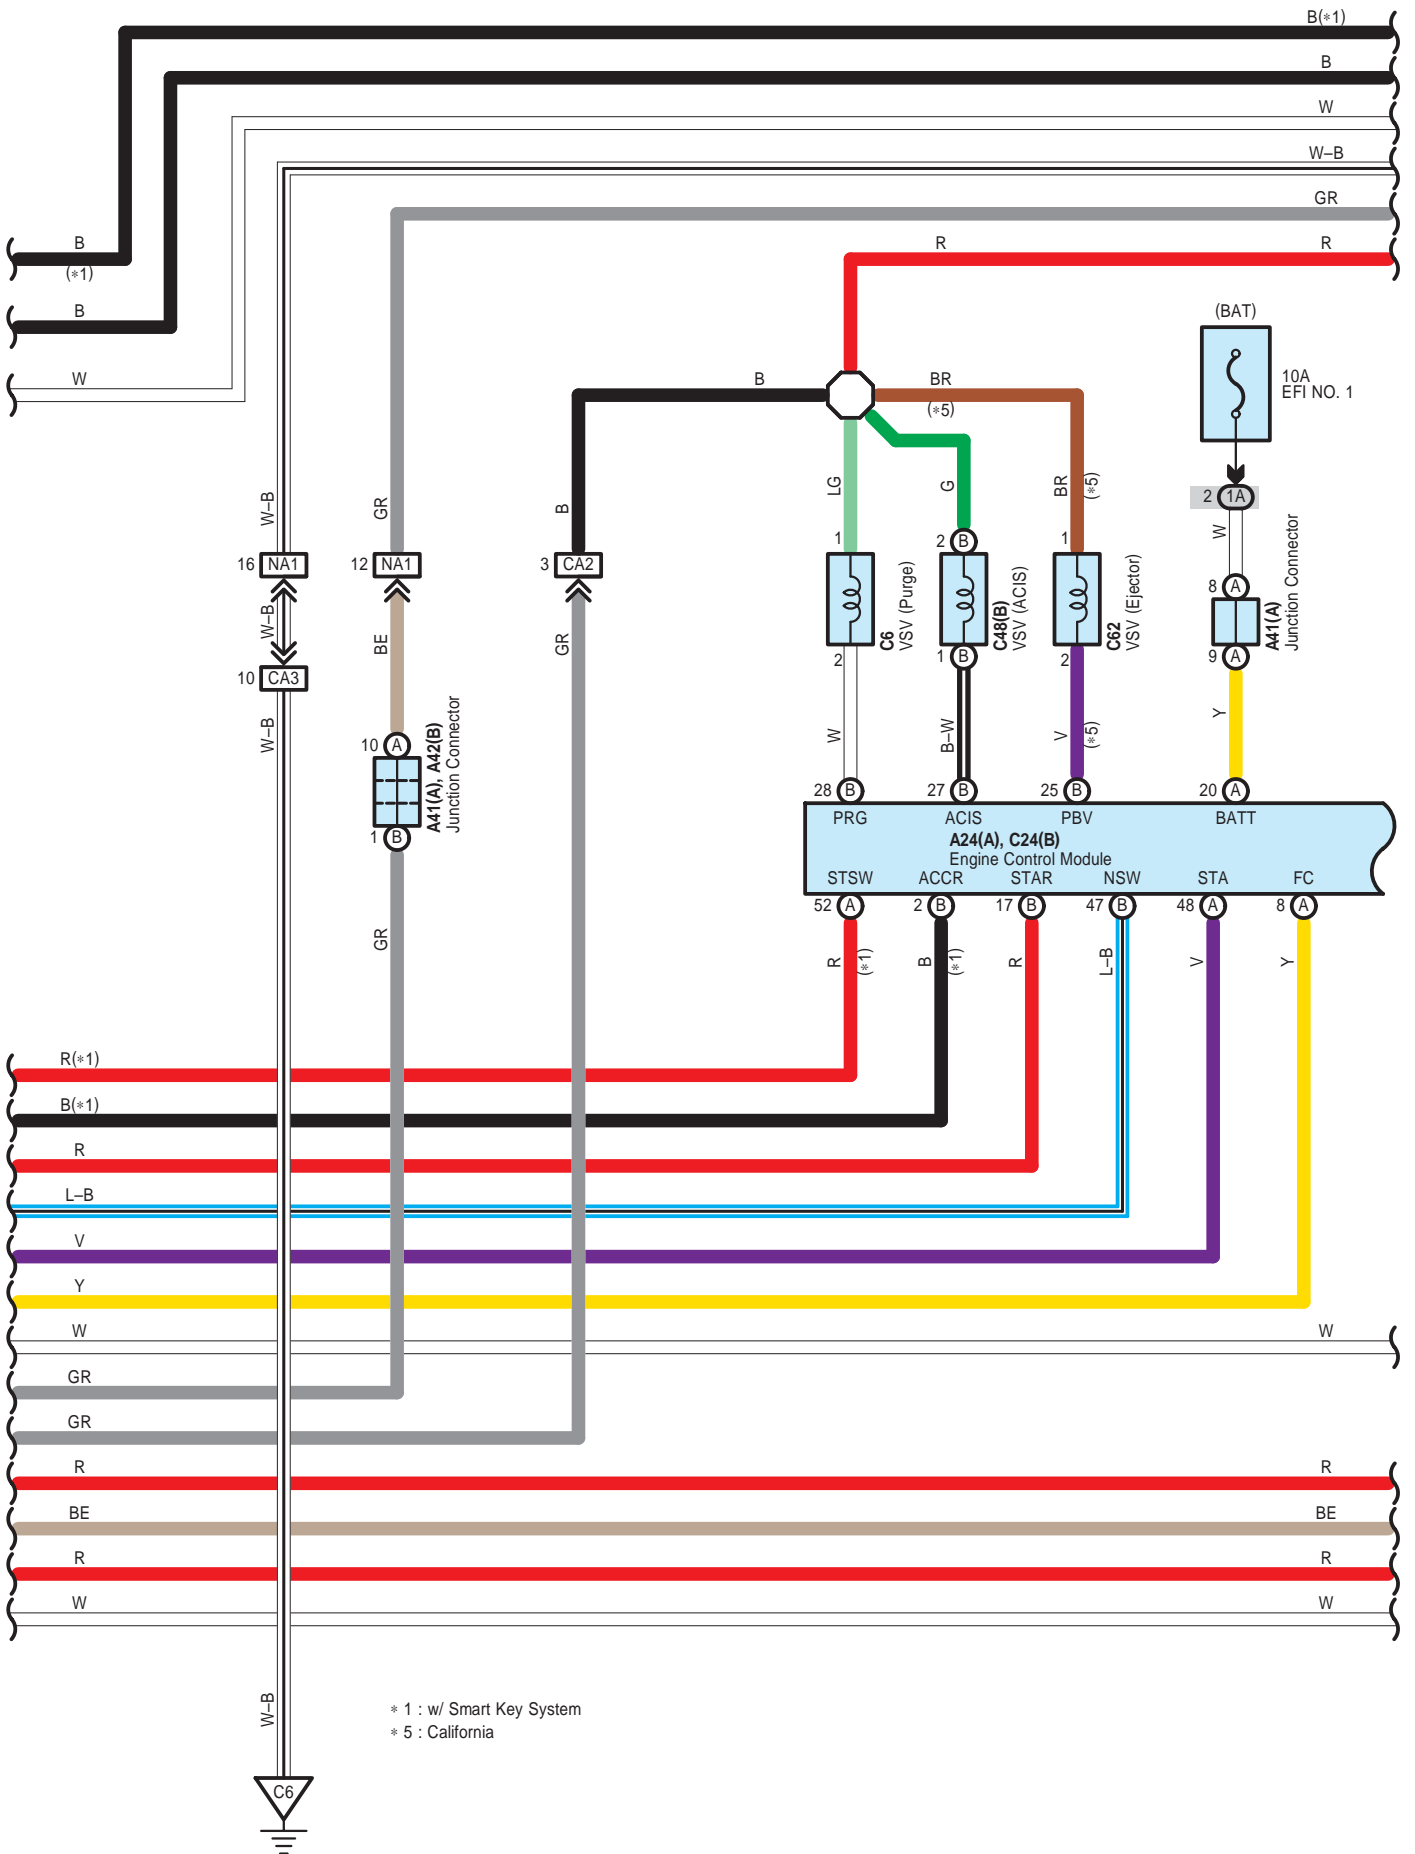 B(∗1)
B
W
W–B
GR
B
(∗1)
R
R
B
(BAT)
W
B
BR
(∗5)
10A
EFI NO. 1
W–B
GR
B
LG
G
BR
(∗5)
2 1A
W
Junction Connector
A41(A)
16 NA1
12 NA1
3 CA2
1
2 B
1
8 A
C6
VSV (Purge)
C48(B)
VSV (ACIS)
C62
VSV (Ejector)
W–B
BE
GR
2
1 B
2
9 A
10 CA3
W–B
A41(A), A42(B)
Junction Connector
10 A
W
B–W
V
(∗5)
Y
28 B
27 B
25 B
20 A
1 B
PRG
ACIS
PBV
BATT
A24(A), C24(B)
Engine Control Module
STSW
ACCR
STAR
NSW
STA
FC
52 A
2 B
17 B
47 B
48 A
8 A
GR
R
(∗1)
B
(∗1)
R
L–B
V
Y
R(∗1)
B(∗1)
R
L–B
V
Y
W
W
GR
GR
R
R
BE
BE
R
R
W
W
W–B
∗ 1 : w/ Smart Key System
∗ 5 : California
C6